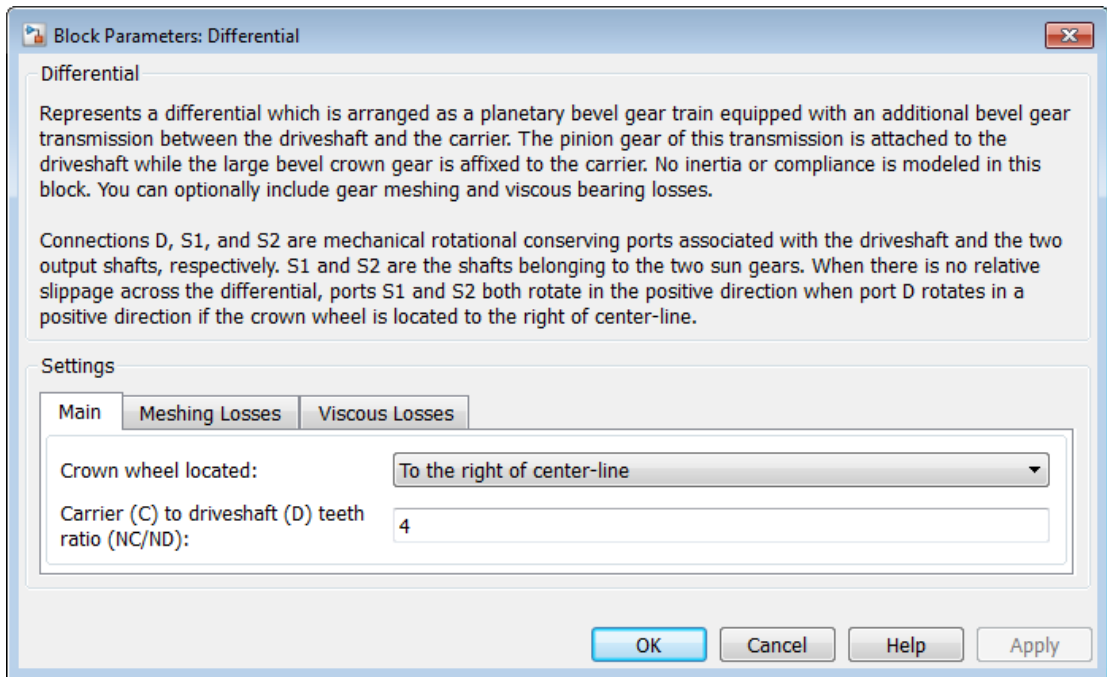 Block Parameters: Differential
Differential
Represents a differential which is arranged as a planetary bevel gear train equipped with an additional bevel gear
transmission between the driveshaft and the carrier. The pinion gear of this transmission is attached to the
driveshaft while the large bevel crown gear is affixed to the carrier. No inertia or compliance is modeled in this
block. You can optionally include gear meshing and viscous bearing losses.
Connections D, S1, and S2 are mechanical rotational conserving ports associated with the driveshaft and the two
output shafts, respectively. S1 and S2 are the shafts belonging to the two sun gears. When there is no relative
slippage across the differential, ports S1 and S2 both rotate in the positive direction when port D rotates in a
positive direction if the crown wheel is located to the right of center-line.
Settings
Main Meshing Losses Viscous Losses
Crown wheel located: To the right of center-line
Carrier (C) to driveshaft (D) teeth
ratio (NC/ND): 4
OK Cancel Help Apply